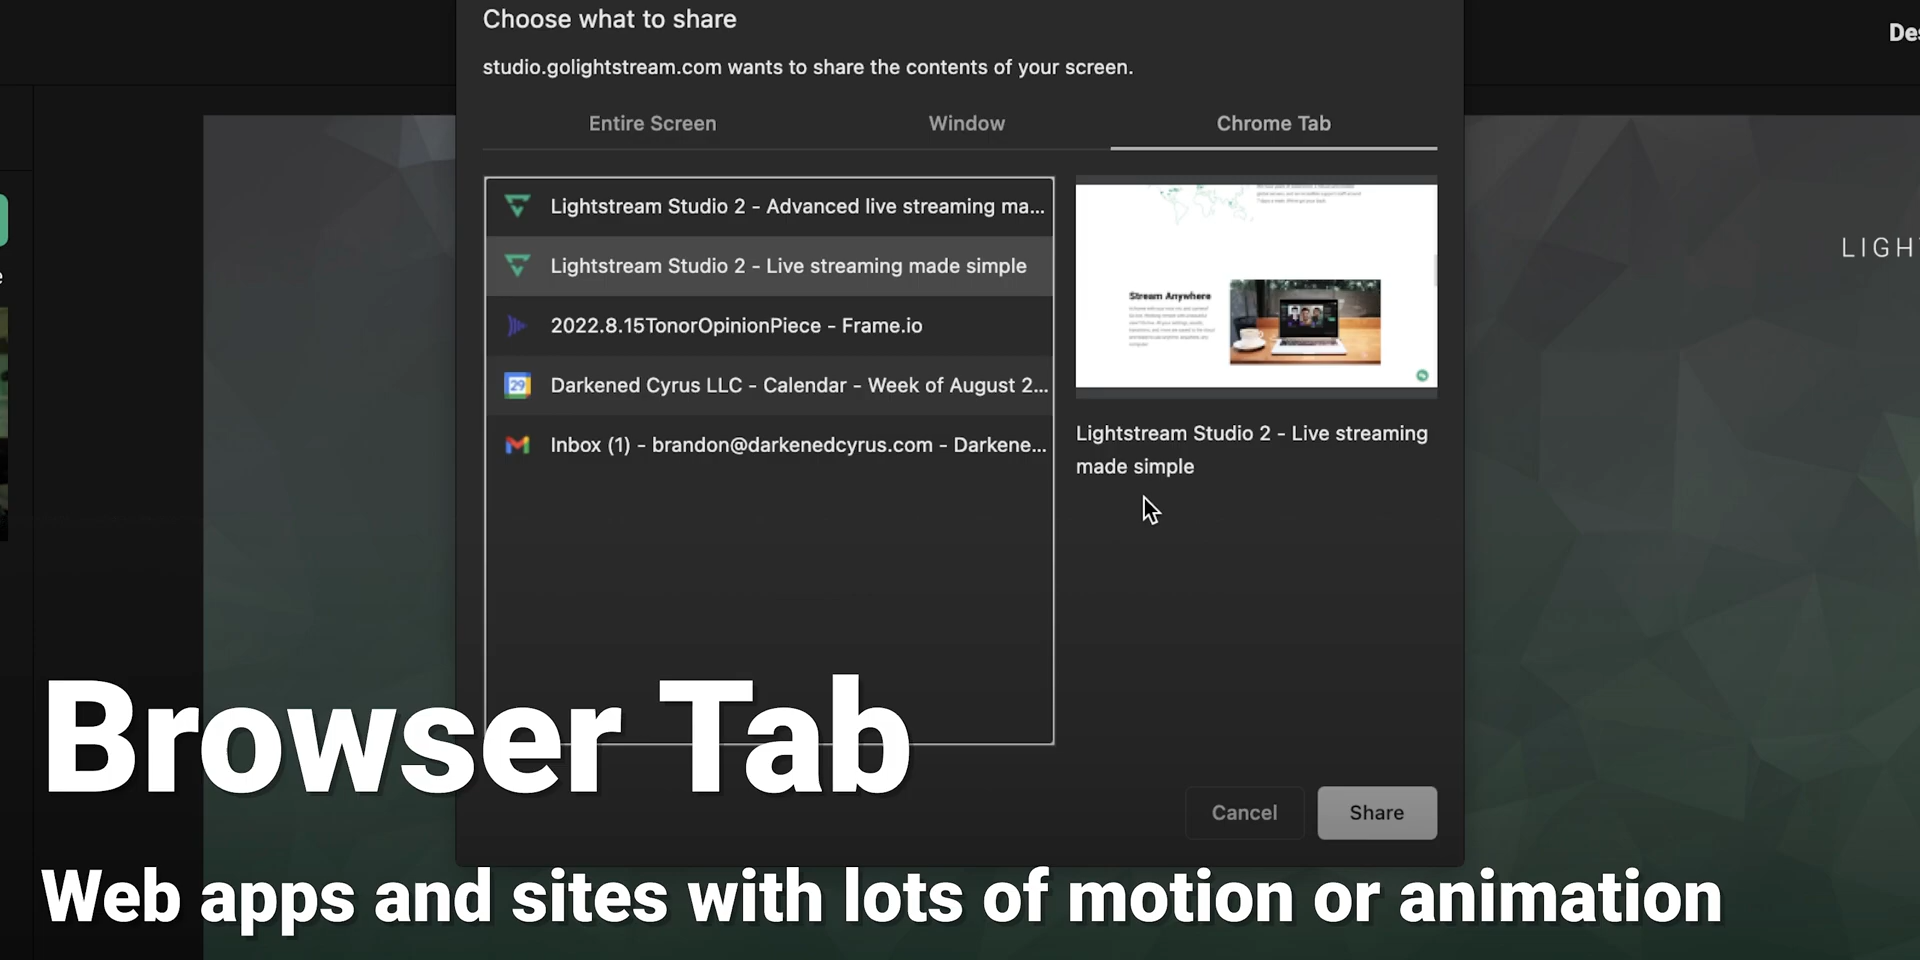 Choose what to share
Des
studio.golightstream.com wants to share the contents of your screen.
Entire Screen
Window
Chrome Tab
Lightstream Studio 2 - Advanced live streaming ma...
Lightstream Studio 2 - Live streaming made simple
2022.8.15TonorOpinionPiece - Frame.io
29
Darkened Cyrus LLC - Calendar - Week of August 2...
Inbox (1) - brandon@darkenedcyrus.com - Darkene...
Stream Anywhere
Lightstream Studio 2 - Live streaming
made simple
LIGH
Cancel
Share
Browser Tab
Web apps and sites with lots of motion or animation